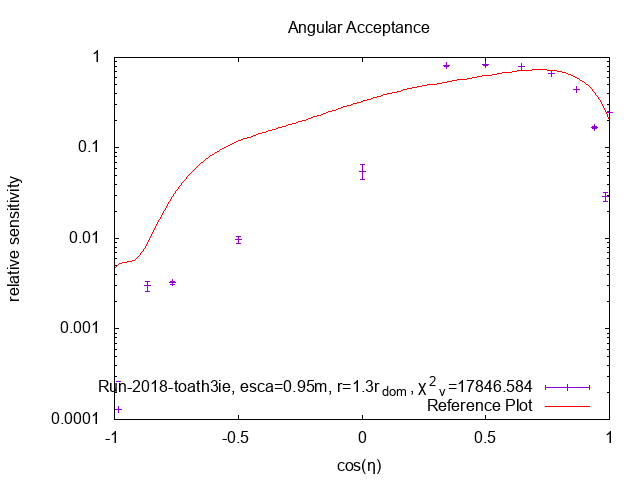 Angular Acceptance
1
0.1
0.01
0.001
0.0001
relative sensitivity
Run-2018-toath3ie, esca=0.95m, r=1.3r_dom, χ²_v=17846.584
Reference Plot
-1 -0.5 0 0.5 1
cos(η)